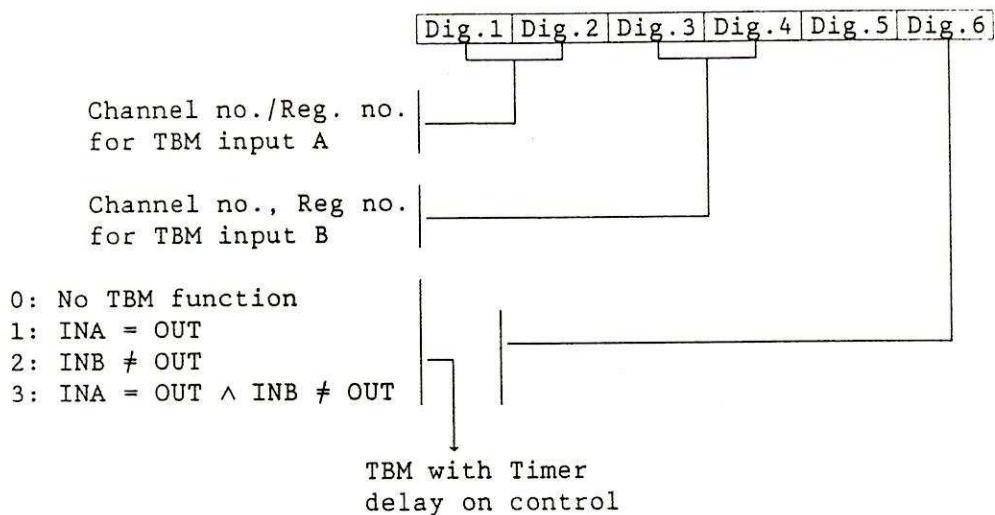 Dig.1 Dig.2 Dig.3 Dig.4 Dig.5 Dig.6
Channel no./Reg. no.
for TBM input A
Channel no., Reg no.
for TBM input B
0: No TBM function
1: INA = OUT
2: INB ≠ OUT
3: INA = OUT ∧ INB ≠ OUT
TBM with Timer
delay on control